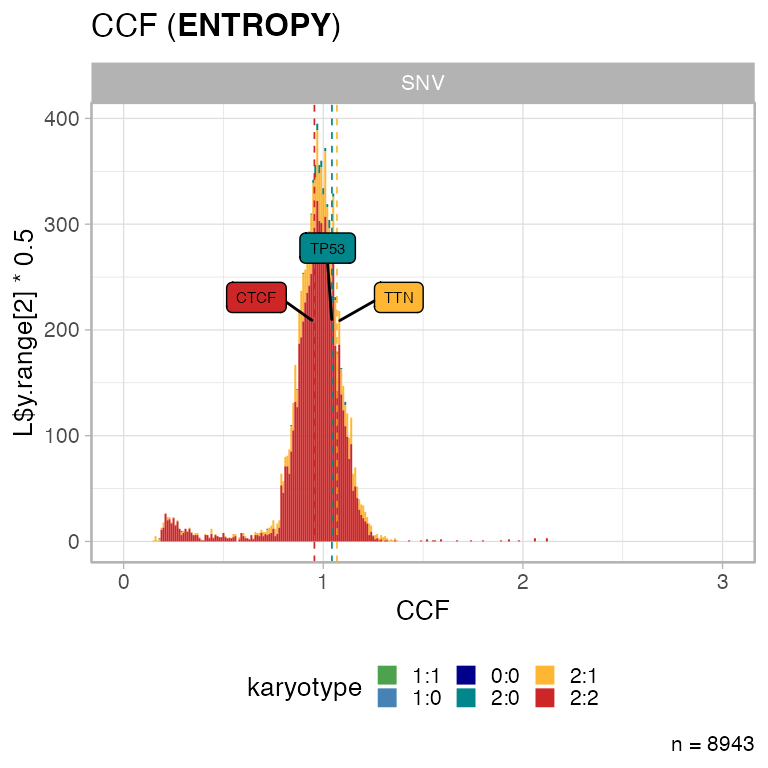 CCF (ENTROPY)
SNV
L$y.range[2] * 0.5
400
300
200
100
0
TP53
CTCF
TTN
0 1 2 3
CCF
karyotype
1:1 0:0 2:1
1:0 2:0 2:2
n = 8943